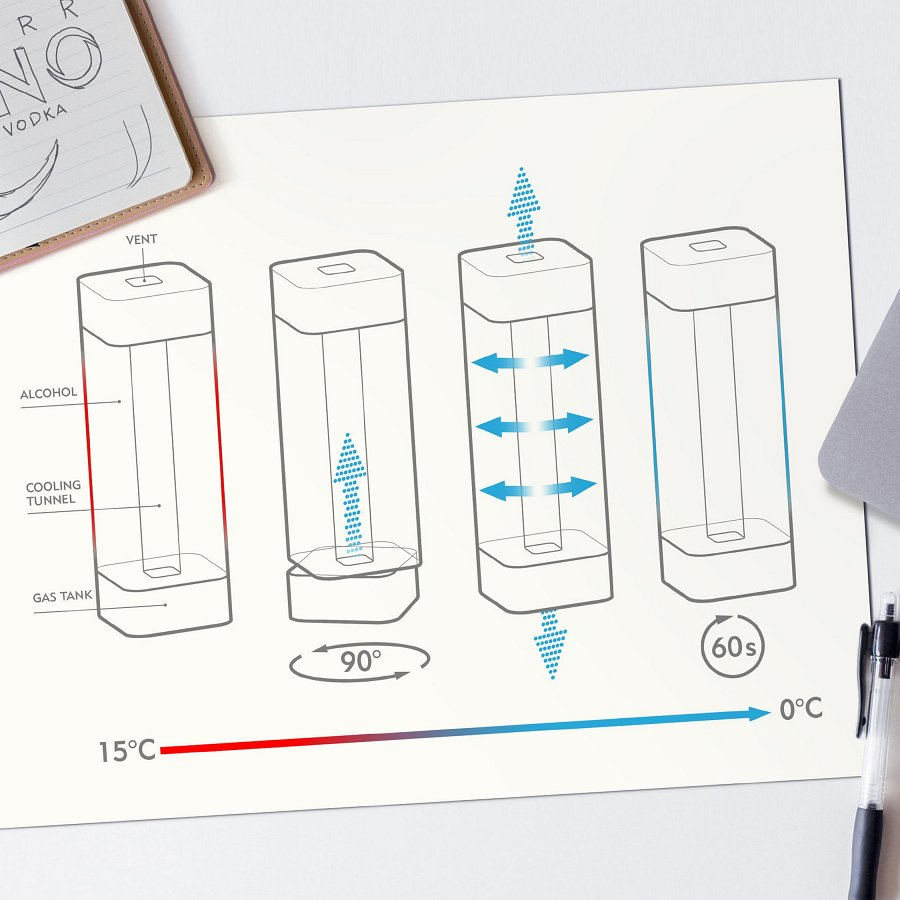 R R
NO
VODKA
VENT
ALCOHOL
COOLING
TUNNEL
GAS TANK
90°
60s
15°C
0°C